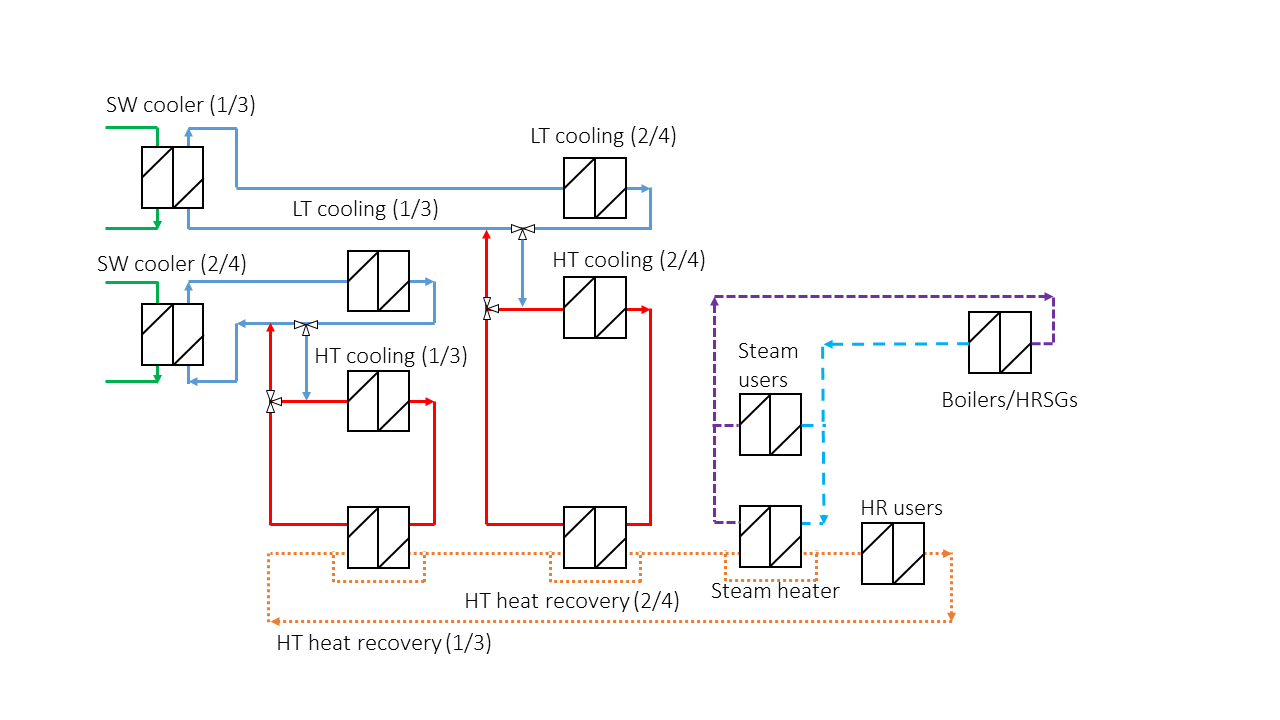 SW cooler (1/3)
LT cooling (2/4)
LT cooling (1/3)
SW cooler (2/4)
HT cooling (2/4)
HT cooling (1/3)
Steam
users
Boilers/HRSGs
HR users
Steam heater
HT heat recovery (2/4)
HT heat recovery (1/3)